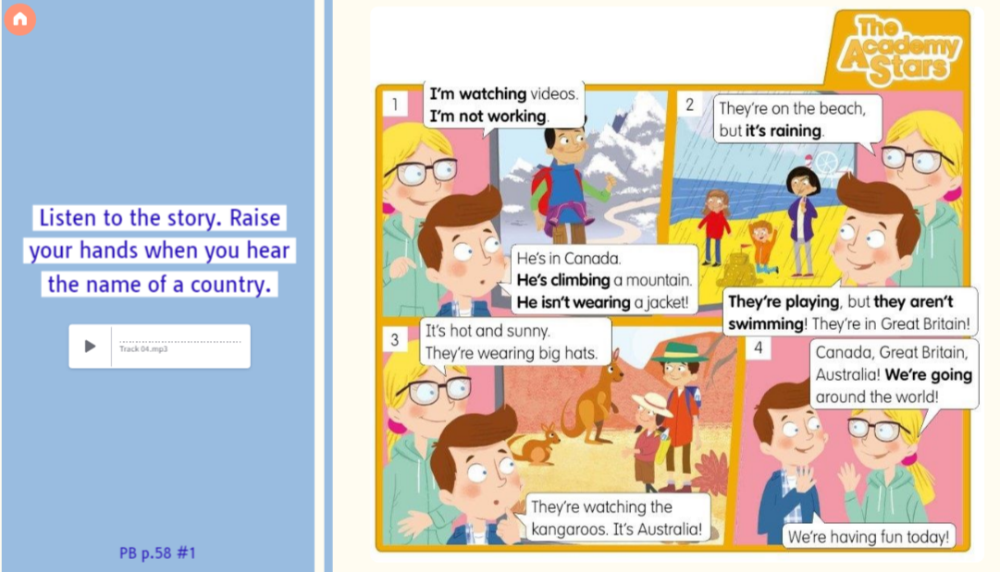 Listen to the story. Raise
your hands when you hear
the name of a country.
Track 04.mp3
PB p.58 #1
The
Academy
Stars
1
I'm watching videos.
I'm not working.
He's in Canada.
He's climbing a mountain.
He isn't wearing a jacket!
2
They're on the beach,
but it's raining.
They're playing, but they aren't
swimming! They're in Great Britain!
3
It's hot and sunny.
They're wearing big hats.
They're watching the
kangaroos. It's Australia!
4
Canada, Great Britain,
Australia! We're going
around the world!
We're having fun today!